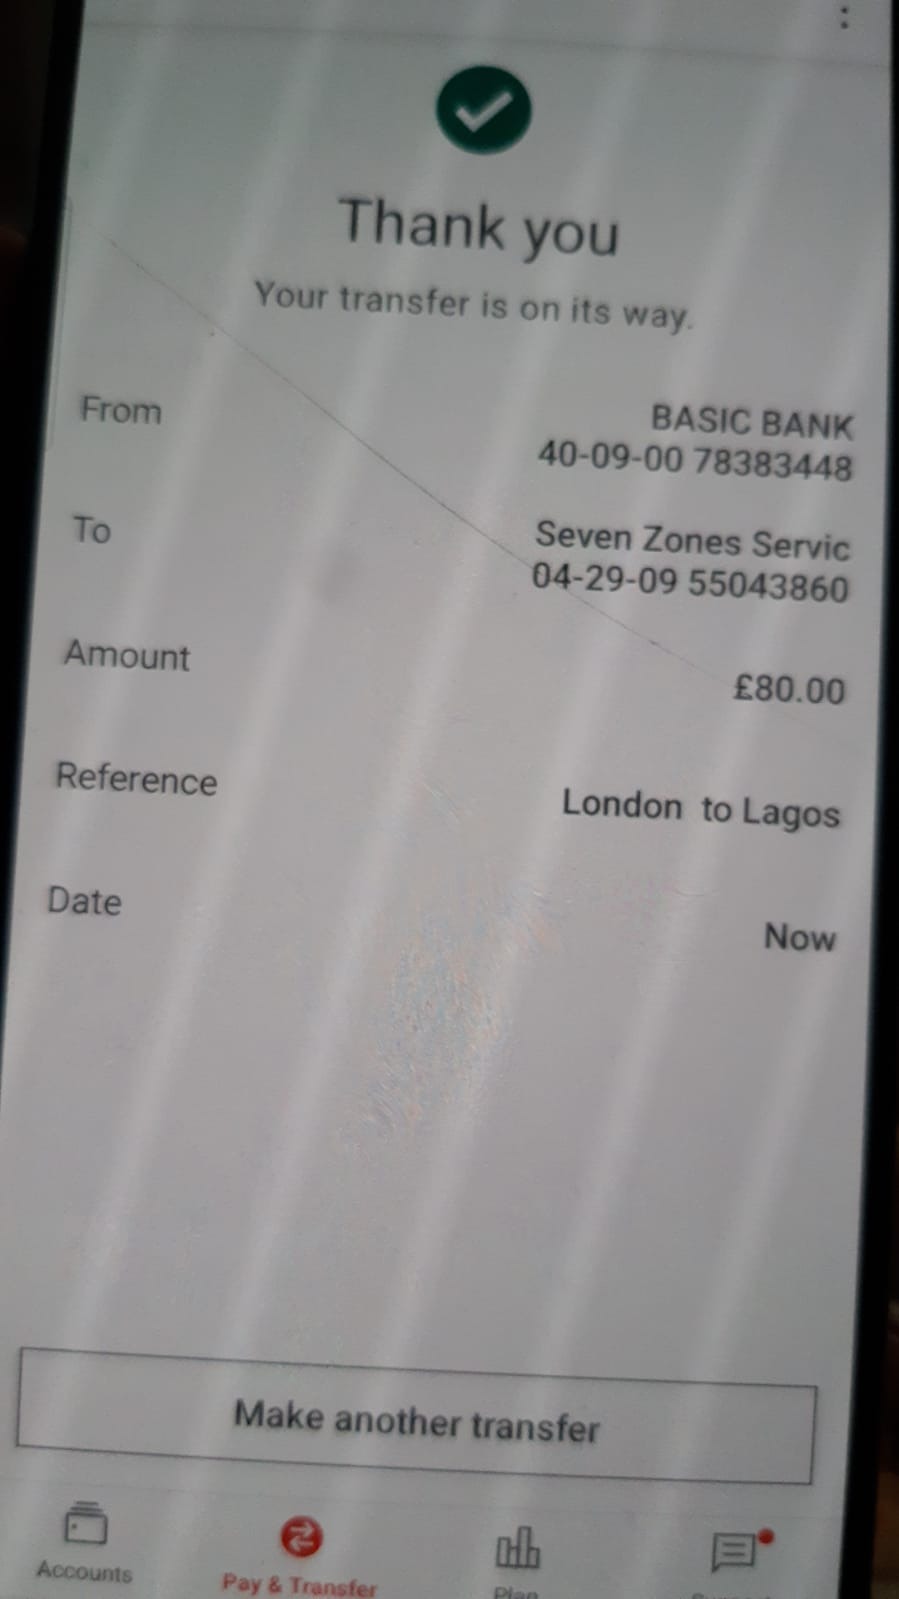 Thank you
Your transfer is on its way.
From
BASIC BANK
40-09-00 78383448
To
Seven Zones Servic
04-29-09 55043860
Amount
£80.00
Reference
London to Lagos
Date
Now
Make another transfer
Accounts
Pay & Transfer
Plan